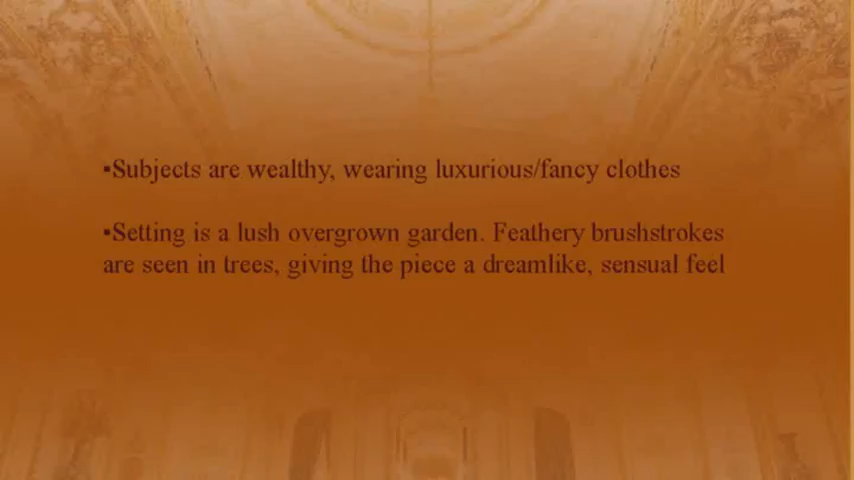 ▪Subjects are wealthy, wearing luxurious/fancy clothes
▪Setting is a lush overgrown garden. Feathery brushstrokes
are seen in trees, giving the piece a dreamlike, sensual feel